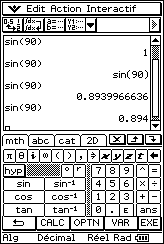 Edit Action Interactif
sin(90)
1
sin(90)
sin(90)
sin(90)
0.8939966636
sin(90)
0.894
mth abc cat 2D
π θ i ∞ ( ) , ⇒ x y z t ←
hyp ° r 7 8 9 ^ =
sin sin⁻¹ 4 5 6 × ÷
cos cos⁻¹ 1 2 3 + −
tan tan⁻¹ 0 . E ans
CALC OPTN VAR EXE
Alg Décimal Réel Rad